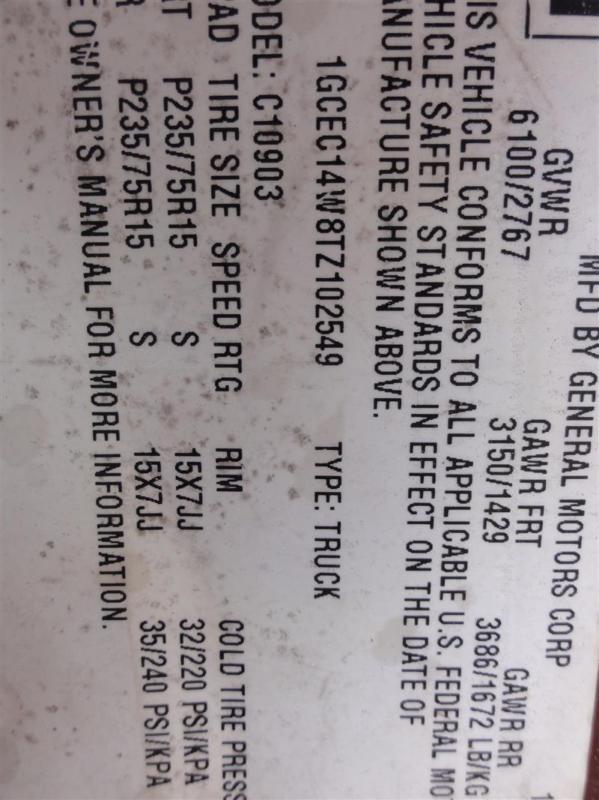 MFD BY GENERAL MOTORS CORP
GVWR GAWR FRT GAWR RR
6100/2767 3150/1429 3686/1672 LB/KG
IS VEHICLE CONFORMS TO ALL APPLICABLE U.S. FEDERAL MO
HICLE SAFETY STANDARDS IN EFFECT ON THE DATE OF
ANUFACTURE SHOWN ABOVE.
1GCEC14W8TZ102549 TYPE: TRUCK
ODEL: C10903
OAD TIRE SIZE SPEED RTG RIM COLD TIRE PRESS
RT P235/75R15 S 15X7JJ 32/220 PSI/KPA
R P235/75R15 S 15X7JJ 35/240 PSI/KPA
E OWNER'S MANUAL FOR MORE INFORMATION.